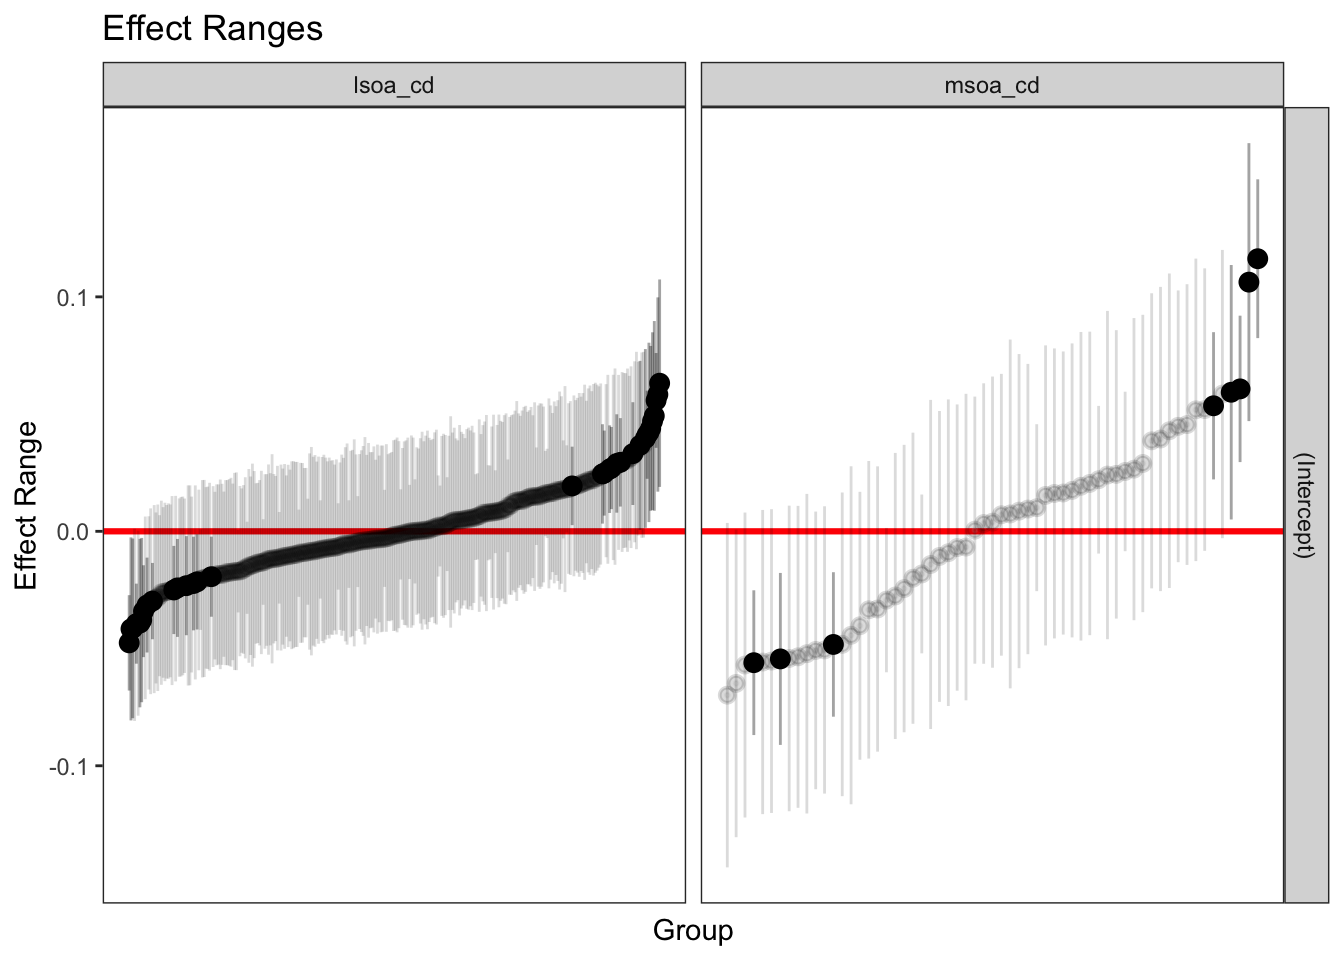 Effect Ranges
lsoa_cd
msoa_cd
(Intercept)
Effect Range
0.1
0.0
-0.1
Group